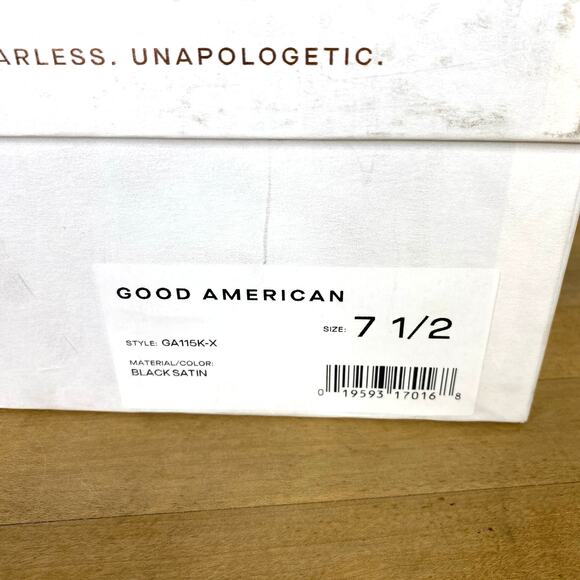 ARLESS. UNAPOLOGETIC.
GOOD AMERICAN
SIZE: 7 1/2
STYLE: GA115K-X
MATERIAL/COLOR:
BLACK SATIN
0 19593 17016 8